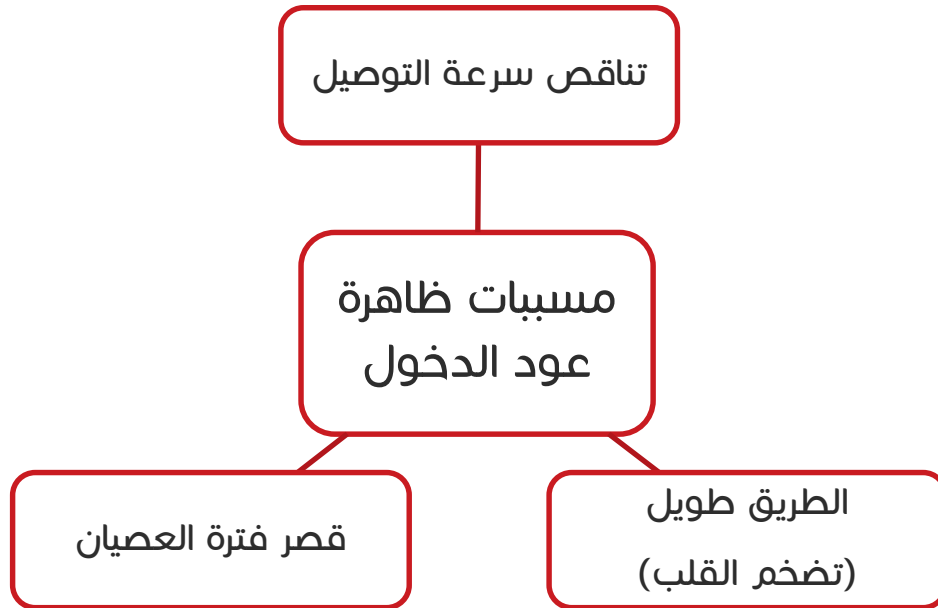 تناقص سرعة التوصيل
مسببات ظاهرة
عود الدخول
الطريق طويل
(تضخم القلب)
قصر فترة العصيان